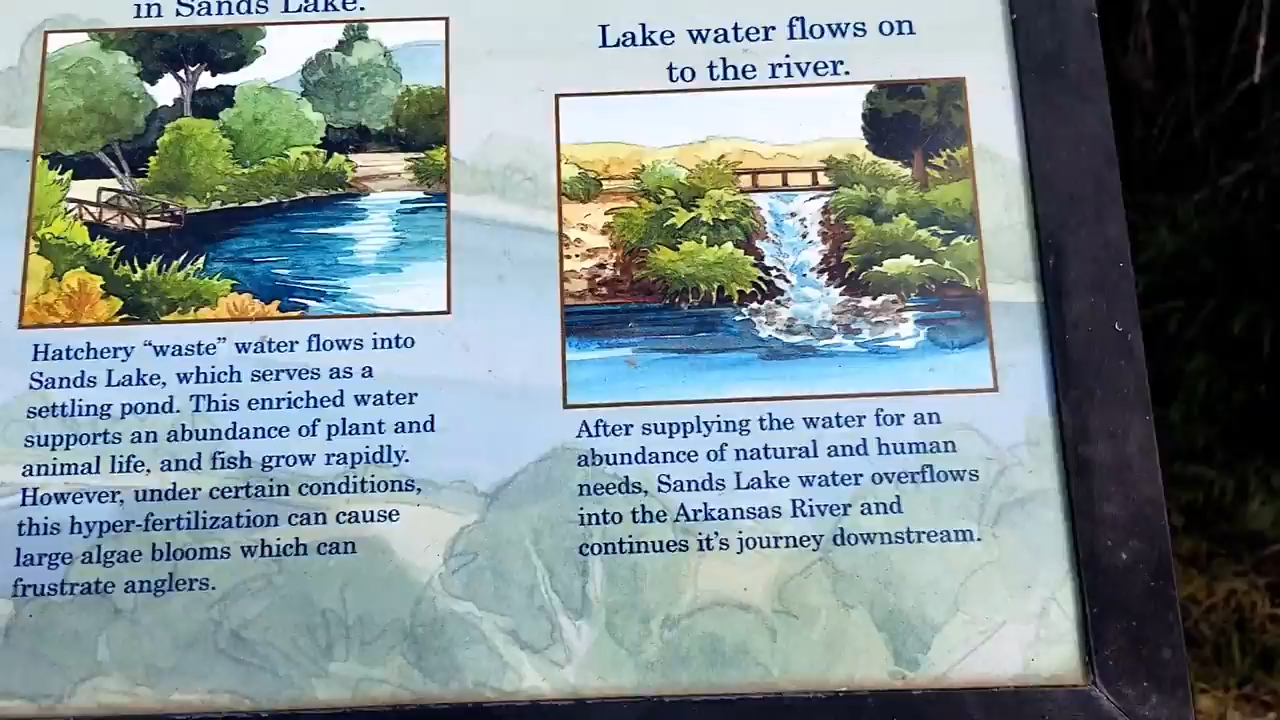 in Sands Lake.
Hatchery “waste” water flows into
Sands Lake, which serves as a
settling pond. This enriched water
supports an abundance of plant and
animal life, and fish grow rapidly.
However, under certain conditions,
this hyper-fertilization can cause
large algae blooms which can
frustrate anglers.
Lake water flows on
to the river.
After supplying the water for an
abundance of natural and human
needs, Sands Lake water overflows
into the Arkansas River and
continues it’s journey downstream.